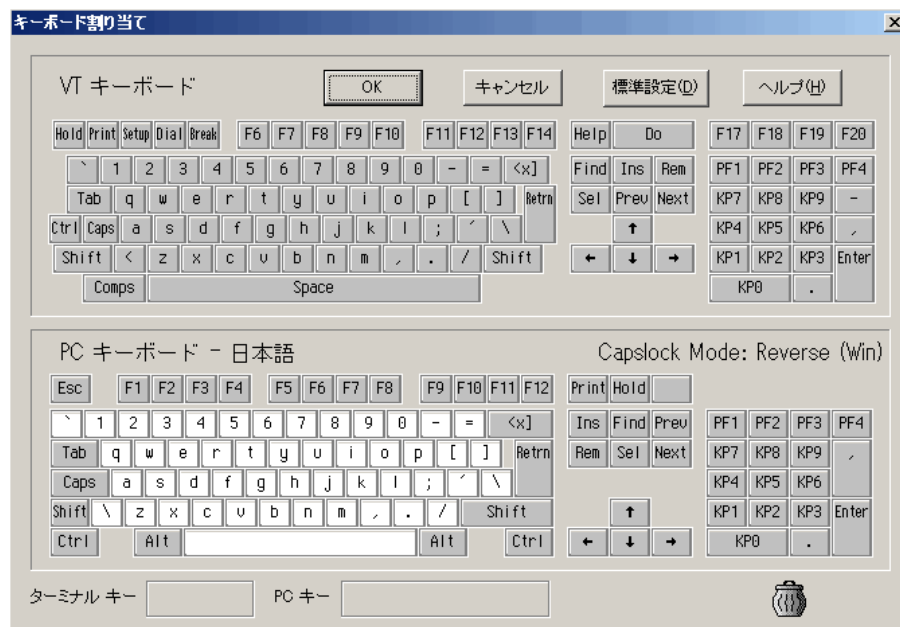 キーボード割り当て
VT キーボード OK キャンセル 標準設定(D) ヘルプ(H)
Hold Print Setup Dial Break F6 F7 F8 F9 F10 F11 F12 F13 F14 Help Do F17 F18 F19 F20
` 1 2 3 4 5 6 7 8 9 0 - = <x] Find Ins Rem PF1 PF2 PF3 PF4
Tab q w e r t y u i o p [ ] Retrn Sel Prev Next KP7 KP8 KP9 -
Ctrl Caps a s d f g h j k l ; ´ \ ↑ KP4 KP5 KP6 ,
Shift < z x c v b n m , . / Shift ← ↓ → KP1 KP2 KP3 Enter
Comps Space KP0 .
PC キーボード - 日本語 Capslock Mode: Reverse (Win)
Esc F1 F2 F3 F4 F5 F6 F7 F8 F9 F10 F11 F12 Print Hold
` 1 2 3 4 5 6 7 8 9 0 - = <x] Ins Find Prev PF1 PF2 PF3 PF4
Tab q w e r t y u i o p [ ] Retrn Rem Sel Next KP7 KP8 KP9 ,
Caps a s d f g h j k l ; ´ \ KP4 KP5 KP6
Shift \ z x c v b n m , . / Shift ↑ KP1 KP2 KP3 Enter
Ctrl Alt Alt Ctrl ← ↓ → KP0 .
ターミナル キー PC キー